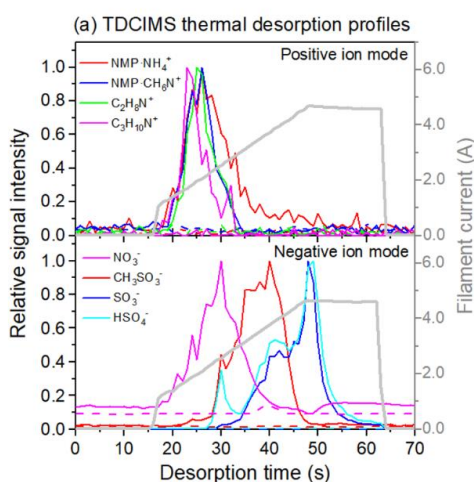 (a) TDCIMS thermal desorption profiles
NMP·NH₄⁺
NMP·CH₆N⁺
C₂H₈N⁺
C₃H₁₀N⁺
Positive ion mode
1.0
0.8
0.6
0.4
0.2
0.0
6.0
4.0
2.0
0.0
Negative ion mode
NO₃⁻
CH₃SO₃⁻
SO₃⁻
HSO₄⁻
1.0
0.8
0.6
0.4
0.2
0.0
6.0
4.0
2.0
0.0
Relative signal intensity
Filament current (A)
0 10 20 30 40 50 60 70
Desorption time (s)